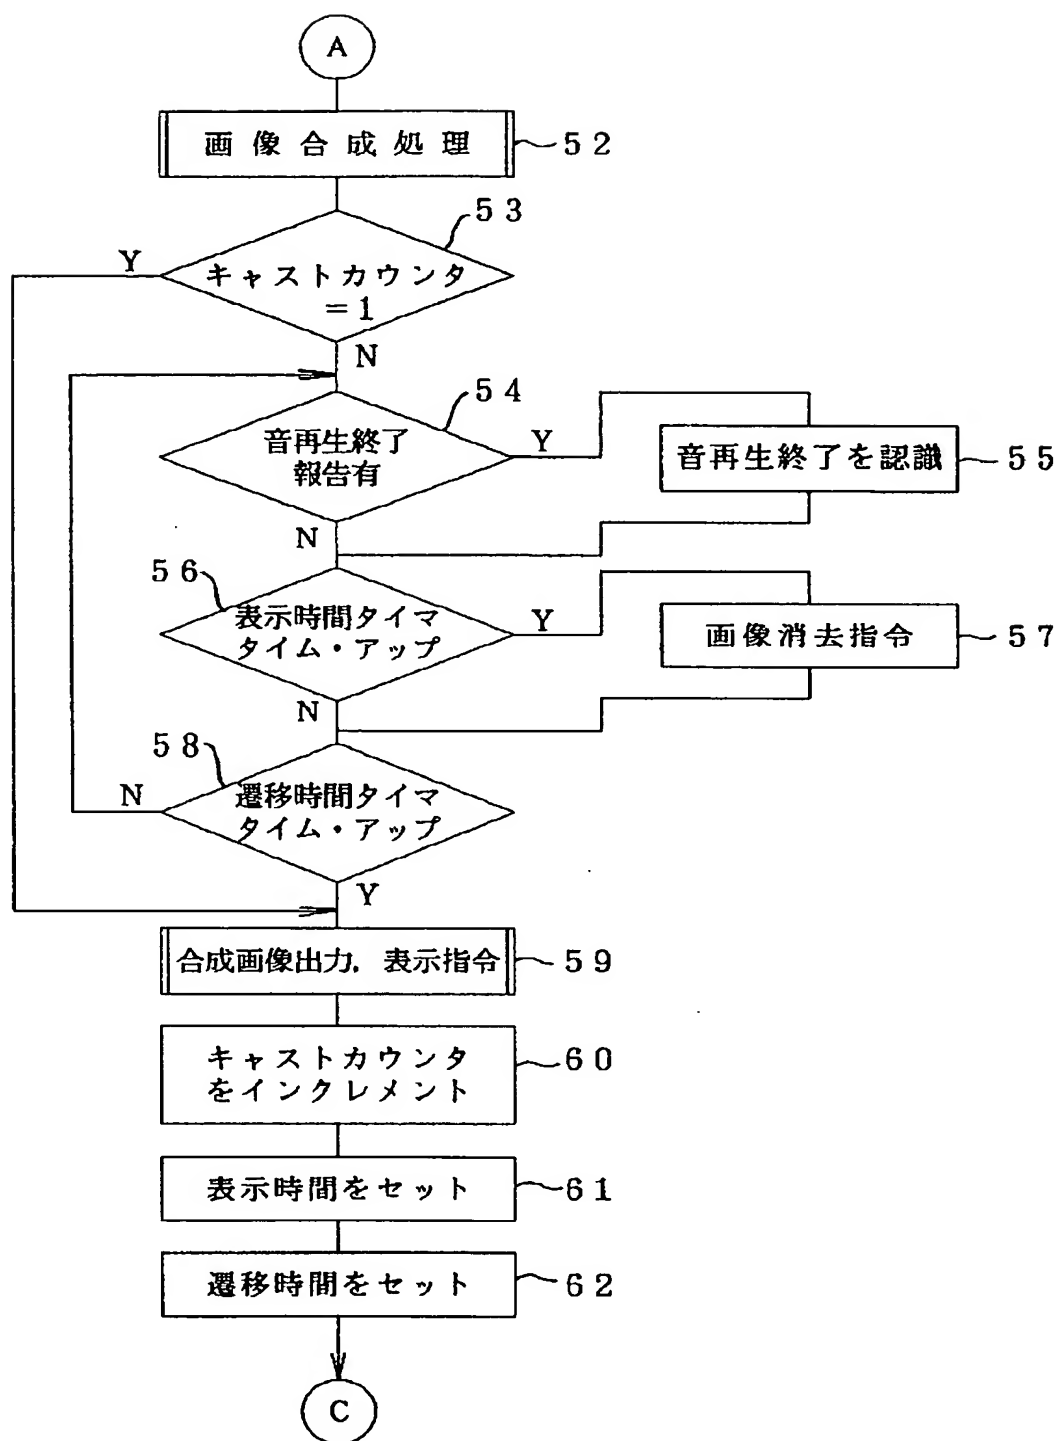 A
画像合成処理
52
53
Y
キャストカウンタ
=1
N
54
音再生終了
報告有
Y
音再生終了を認識
55
N
56
表示時間タイマ
タイム・アップ
Y
画像消去指令
57
N
58
N
遷移時間タイマ
タイム・アップ
Y
合成画像出力，表示指令
59
キャストカウンタ
をインクレメント
60
表示時間をセット
61
遷移時間をセット
62
C